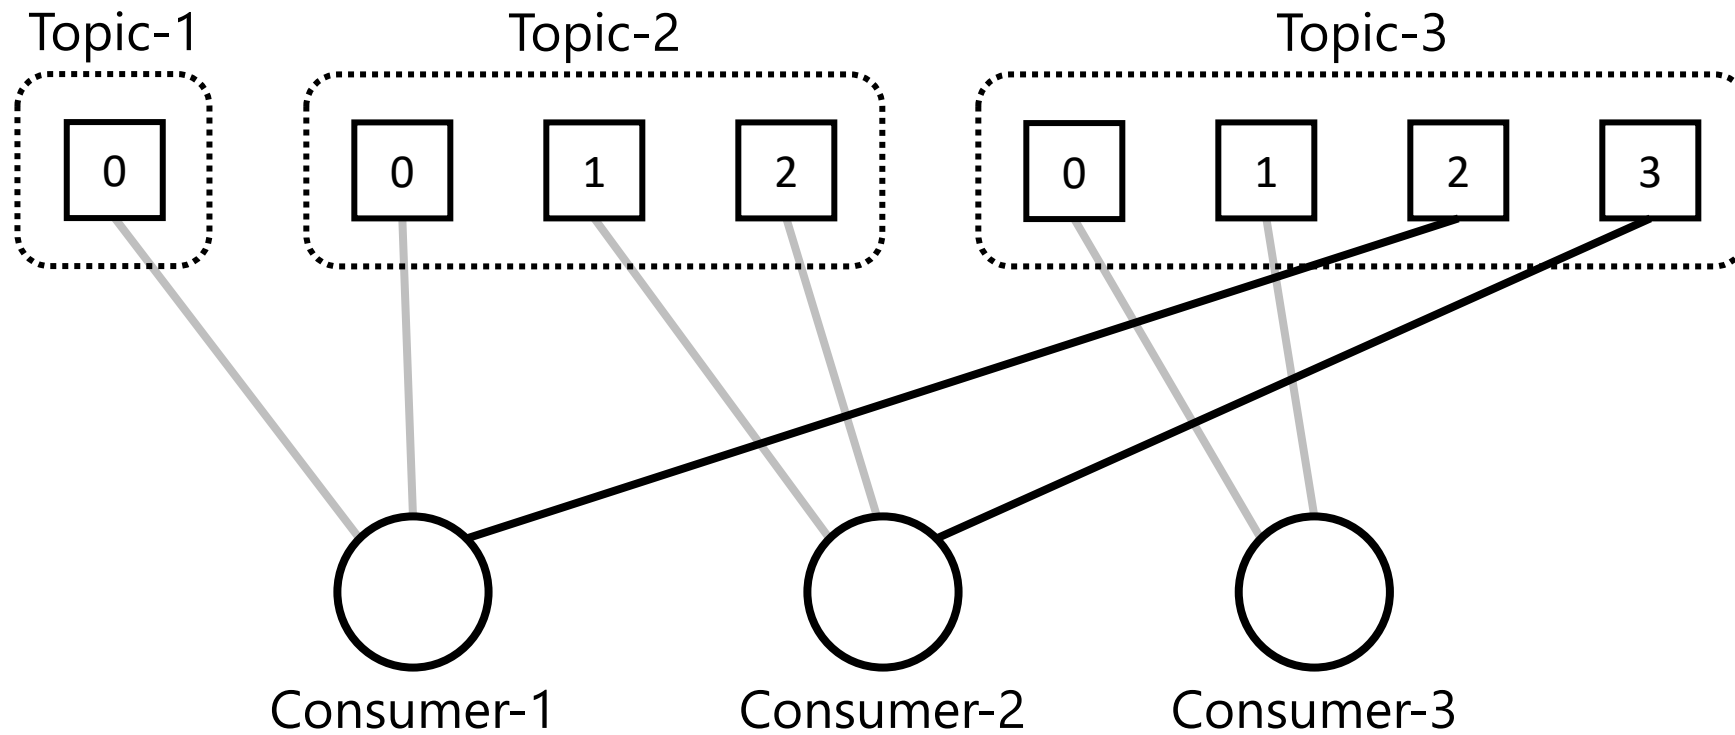 Topic-1 Topic-2 Topic-3
0 0 1 2 0 1 2 3
Consumer-1 Consumer-2 Consumer-3